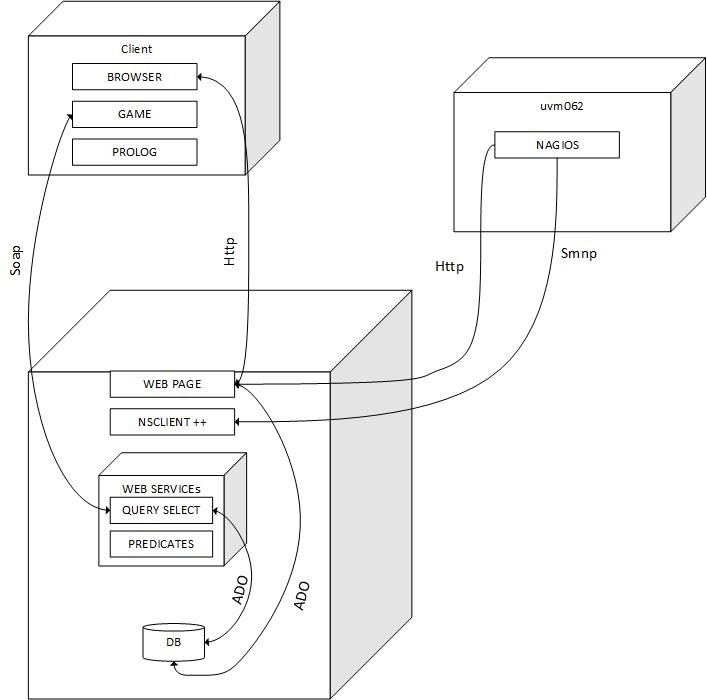 Client
BROWSER
GAME
PROLOG
uvm062
NAGIOS
Soap
Http
Http
Smnp
WEB PAGE
NSCLIENT ++
WEB SERVICEs
QUERY SELECT
PREDICATES
ADO
ADO
DB